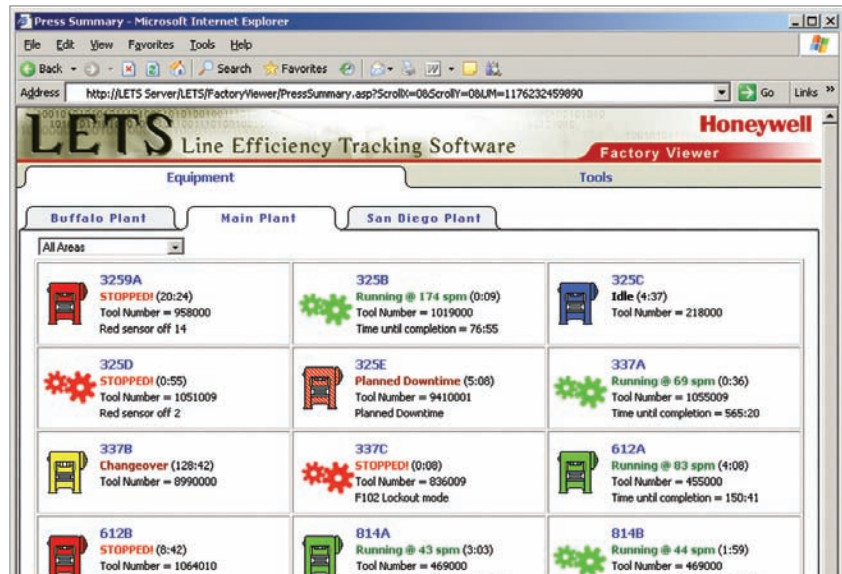 Press Summary - Microsoft Internet Explorer
File Edit View Favorites Tools Help
Back Search Favorites
Address http://LETS Server/LETS/FactoryViewer/PressSummary.asp?ScrollX=0&ScrollY=0&UM=1176232459890 Go Links »
LETS Line Efficiency Tracking Software
Honeywell
Factory Viewer
Equipment Tools
Buffalo Plant Main Plant San Diego Plant
All Areas
3259A
STOPPED! (20:24)
Tool Number = 958000
Red sensor off 14
325B
Running @ 174 spm (0:09)
Tool Number = 1019000
Time until completion = 76:55
325C
Idle (4:37)
Tool Number = 218000
325D
STOPPED! (0:55)
Tool Number = 1051009
Red sensor off 2
325E
Planned Downtime (5:08)
Tool Number = 9410001
Planned Downtime
337A
Running @ 69 spm (0:36)
Tool Number = 1055009
Time until completion = 565:20
337B
Changeover (128:42)
Tool Number = 8990000
337C
STOPPED! (0:08)
Tool Number = 836009
F102 Lockout mode
612A
Running @ 83 spm (4:08)
Tool Number = 455000
Time until completion = 150:41
612B
STOPPED! (8:42)
Tool Number = 1064010
814A
Running @ 43 spm (3:03)
Tool Number = 469000
814B
Running @ 44 spm (1:59)
Tool Number = 469000